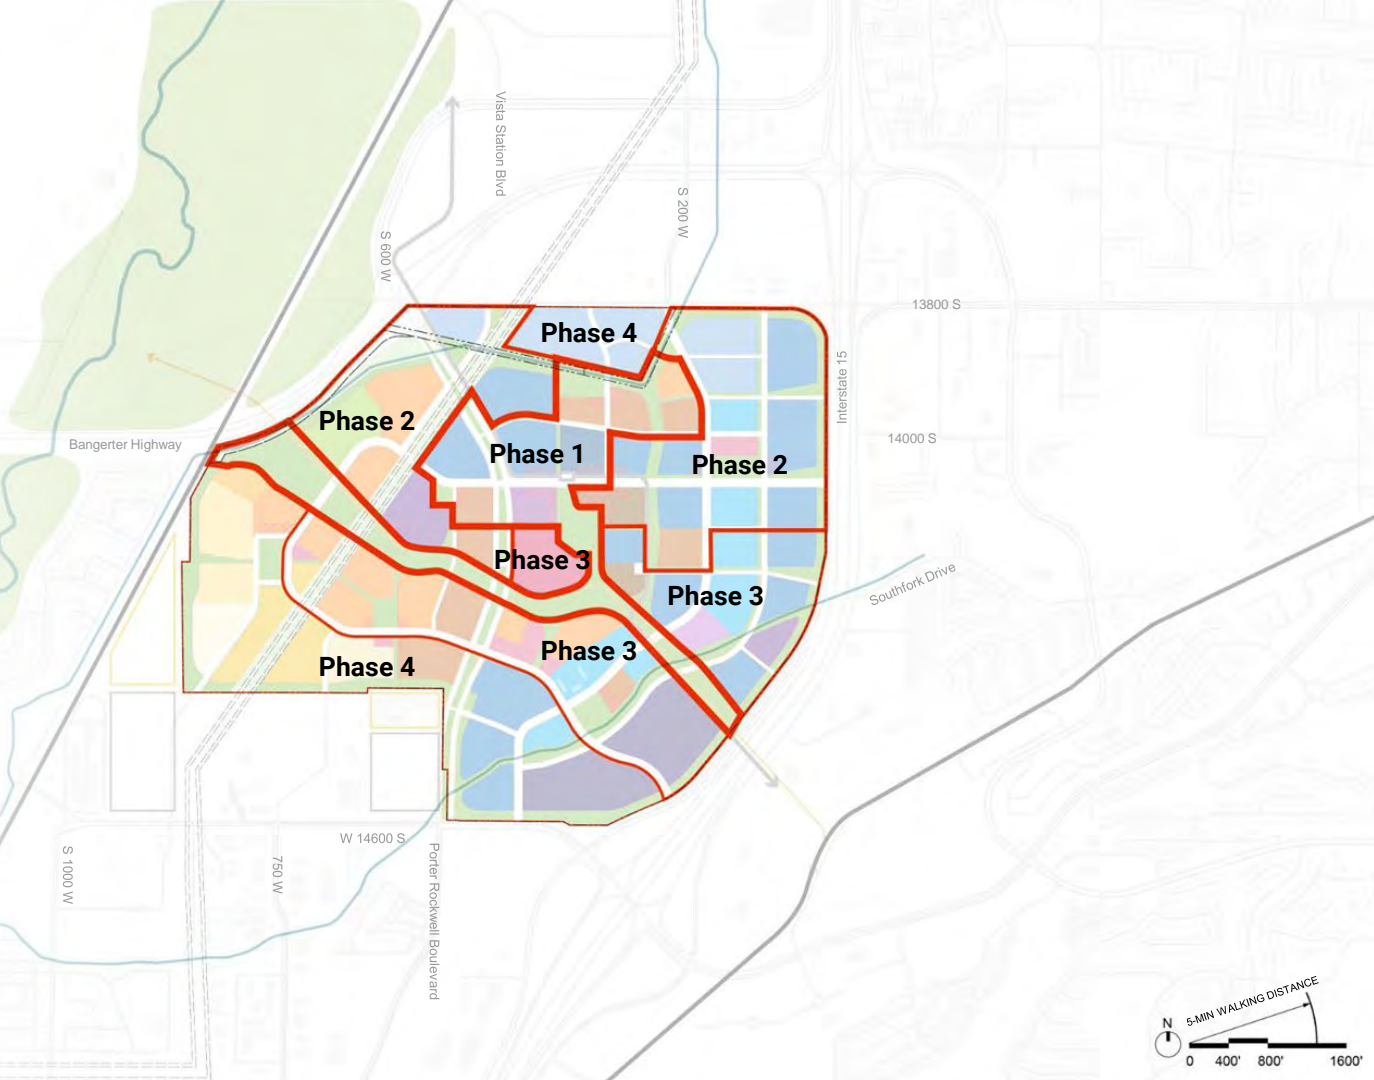 Vista Station Blvd
S 200 W
S 600 W
13800 S
Phase 4
Interstate 15
Phase 2
Bangerter Highway
14000 S
Phase 1
Phase 2
Phase 3
Southfork Drive
Phase 3
Phase 3
Phase 4
W 14600 S
S 1000 W
750 W
Porter Rockwell Boulevard
5-MIN WALKING DISTANCE
N
0 400' 800' 1600'